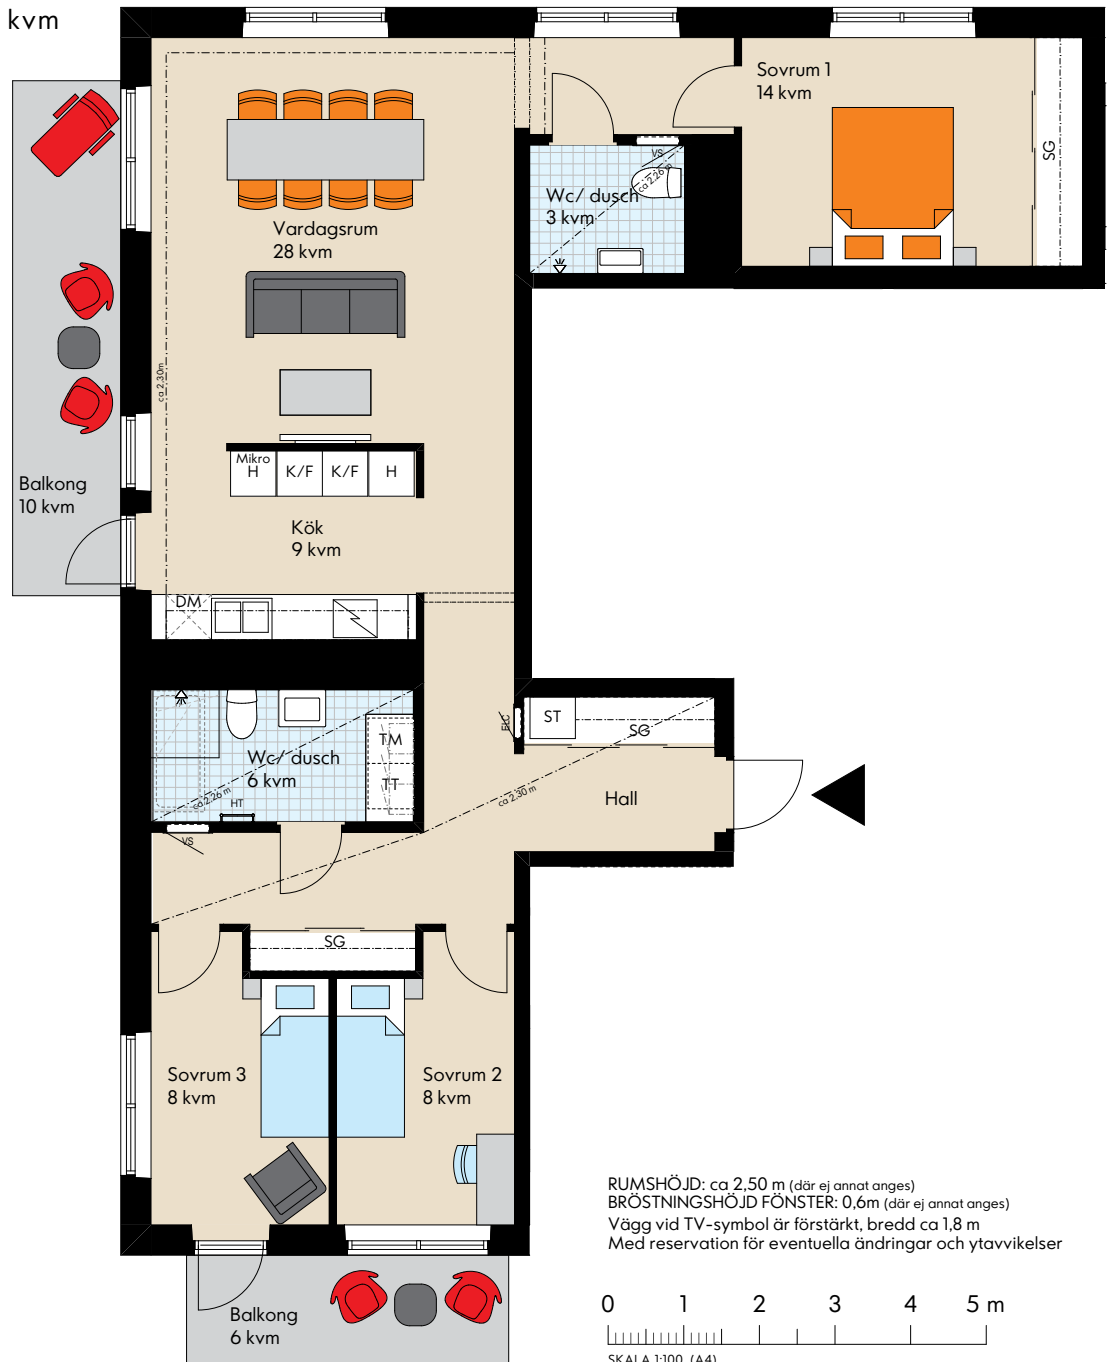 kvm
Sovrum 1
14 kvm
SG
VS
ca 2.26 m
Wc/ dusch
3 kvm
Vardagsrum
28 kvm
ca 2,30m
Balkong
10 kvm
Mikro
H
K/F
K/F
H
Kök
9 kvm
DM
ELC
ST
SG
TM
TT
Wc/ dusch
6 kvm
ca 2.26 m
HT
VS
ca 2.30 m
Hall
SG
Sovrum 3
8 kvm
Sovrum 2
8 kvm
Balkong
6 kvm
RUMSHÖJD: ca 2,50 m (där ej annat anges)
BRÖSTNINGSHÖJD FÖNSTER: 0,6m (där ej annat anges)
Vägg vid TV-symbol är förstärkt, bredd ca 1,8 m
Med reservation för eventuella ändringar och ytavvikelser
0 1 2 3 4 5 m
SKALA 1:100 (A4)